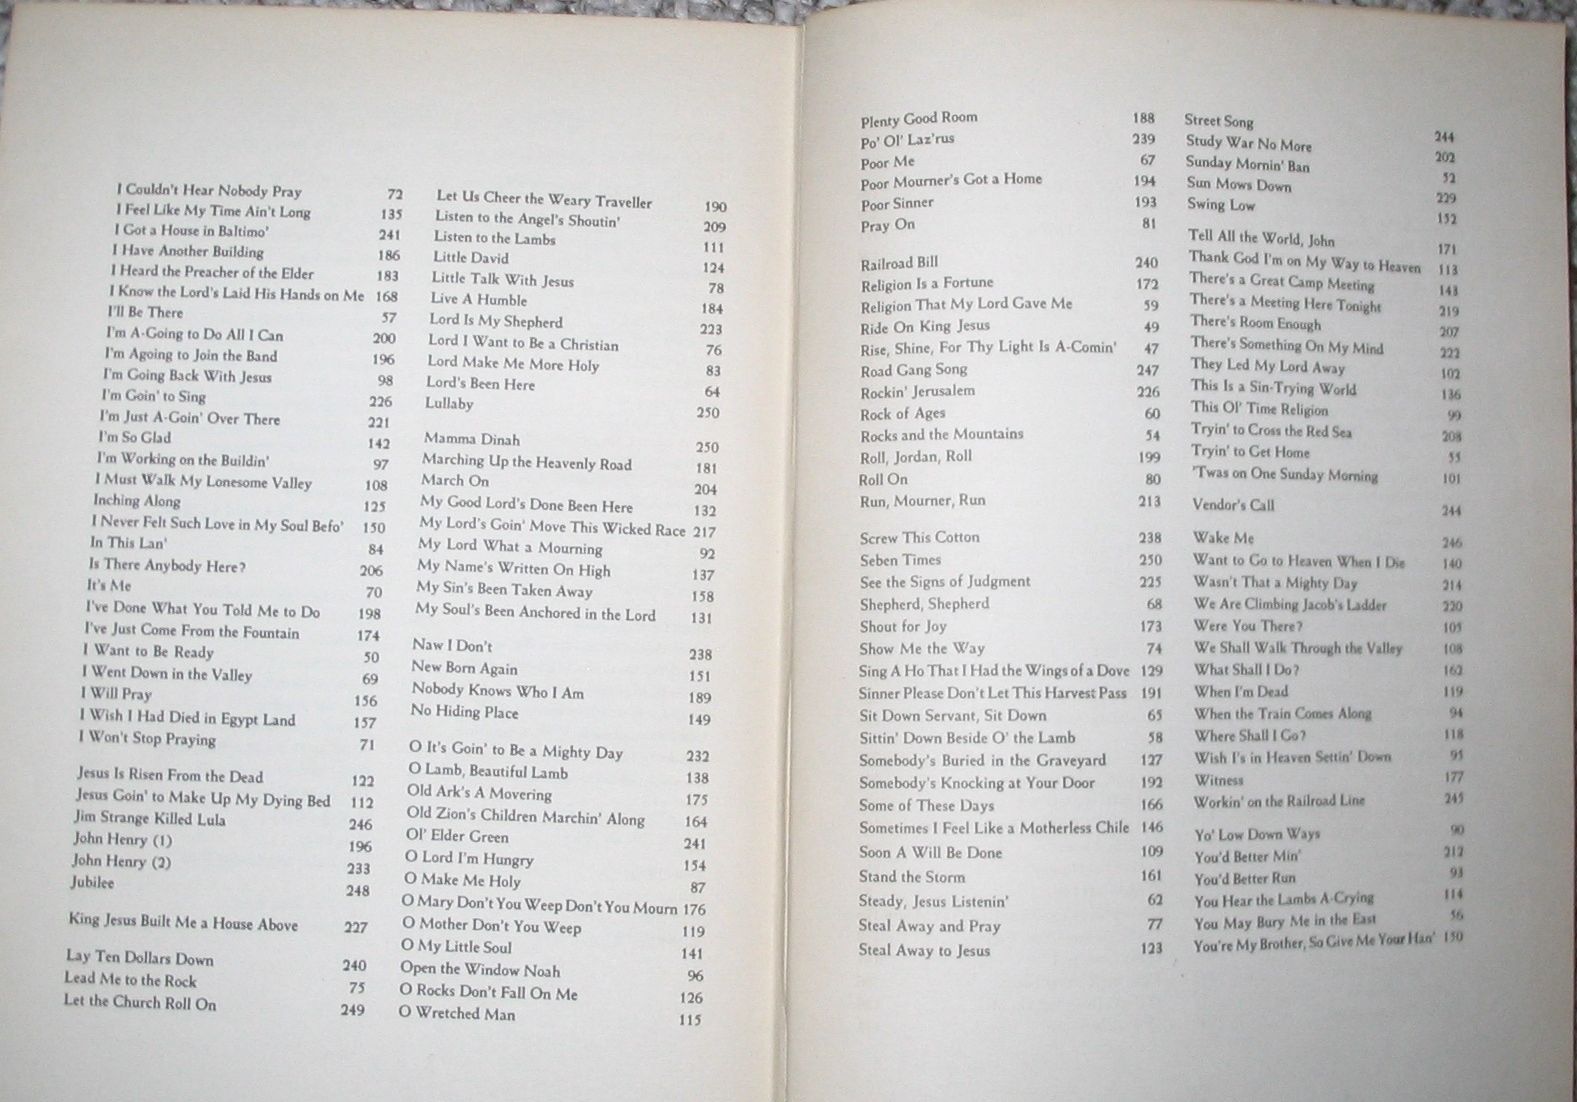 I Couldn't Hear Nobody Pray 72
I Feel Like My Time Ain't Long 135
I Got a House in Baltimo' 241
I Have Another Building 186
I Heard the Preacher of the Elder 183
I Know the Lord's Laid His Hands on Me 168
I'll Be There 57
I'm A-Going to Do All I Can 200
I'm Agoing to Join the Band 196
I'm Going Back With Jesus 98
I'm Goin' to Sing 226
I'm Just A-Goin' Over There 221
I'm So Glad 142
I'm Working on the Buildin' 97
I Must Walk My Lonesome Valley 108
Inching Along 125
I Never Felt Such Love in My Soul Befo' 150
In This Lan' 84
Is There Anybody Here? 206
It's Me 70
I've Done What You Told Me to Do 198
I've Just Come From the Fountain 174
I Want to Be Ready 50
I Went Down in the Valley 69
I Will Pray 156
I Wish I Had Died in Egypt Land 157
I Won't Stop Praying 71
Jesus Is Risen From the Dead 122
Jesus Goin' to Make Up My Dying Bed 112
Jim Strange Killed Lula 246
John Henry (1) 196
John Henry (2) 233
Jubilee 248
King Jesus Built Me a House Above 227
Lay Ten Dollars Down 240
Lead Me to the Rock 75
Let the Church Roll On 249
Let Us Cheer the Weary Traveller 190
Listen to the Angel's Shoutin' 209
Listen to the Lambs 111
Little David 124
Little Talk With Jesus 78
Live A Humble 184
Lord Is My Shepherd 223
Lord I Want to Be a Christian 76
Lord Make Me More Holy 83
Lord's Been Here 64
Lullaby 250
Mamma Dinah 250
Marching Up the Heavenly Road 181
March On 204
My Good Lord's Done Been Here 132
My Lord's Goin' Move This Wicked Race 217
My Lord What a Mourning 92
My Name's Written On High 137
My Sin's Been Taken Away 158
My Soul's Been Anchored in the Lord 131
Naw I Don't 238
New Born Again 151
Nobody Knows Who I Am 189
No Hiding Place 149
O It's Goin' to Be a Mighty Day 232
O Lamb, Beautiful Lamb 138
Old Ark's A Movering 175
Old Zion's Children Marchin' Along 164
Ol' Elder Green 241
O Lord I'm Hungry 154
O Make Me Holy 87
O Mary Don't You Weep Don't You Mourn 176
O Mother Don't You Weep 119
O My Little Soul 141
Open the Window Noah 96
O Rocks Don't Fall On Me 126
O Wretched Man 115
Plenty Good Room 188
Po' Ol' Laz'rus 239
Poor Me 67
Poor Mourner's Got a Home 194
Poor Sinner 193
Pray On 81
Railroad Bill 240
Religion Is a Fortune 172
Religion That My Lord Gave Me 59
Ride On King Jesus 49
Rise, Shine, For Thy Light Is A-Comin' 47
Road Gang Song 247
Rockin' Jerusalem 226
Rock of Ages 60
Rocks and the Mountains 54
Roll, Jordan, Roll 199
Roll On 80
Run, Mourner, Run 213
Screw This Cotton 238
Seben Times 250
See the Signs of Judgment 225
Shepherd, Shepherd 68
Shout for Joy 173
Show Me the Way 74
Sing A Ho That I Had the Wings of a Dove 129
Sinner Please Don't Let This Harvest Pass 191
Sit Down Servant, Sit Down 65
Sittin' Down Beside O' the Lamb 58
Somebody's Buried in the Graveyard 127
Somebody's Knocking at Your Door 192
Some of These Days 166
Sometimes I Feel Like a Motherless Chile 146
Soon A Will Be Done 109
Stand the Storm 161
Steady, Jesus Listenin' 62
Steal Away and Pray 77
Steal Away to Jesus 123
Street Song 244
Study War No More 202
Sunday Mornin' Ban 52
Sun Mows Down 229
Swing Low 152
Tell All the World, John 171
Thank God I'm on My Way to Heaven 113
There's a Great Camp Meeting 143
There's a Meeting Here Tonight 219
There's Room Enough 207
There's Something On My Mind 222
They Led My Lord Away 102
This Is a Sin-Trying World 136
This Ol' Time Religion 99
Tryin' to Cross the Red Sea 208
Tryin' to Get Home 55
'Twas on One Sunday Morning 101
Vendor's Call 244
Wake Me 246
Want to Go to Heaven When I Die 140
Wasn't That a Mighty Day 214
We Are Climbing Jacob's Ladder 220
Were You There? 105
We Shall Walk Through the Valley 108
What Shall I Do? 162
When I'm Dead 119
When the Train Comes Along 94
Where Shall I Go? 118
Wish I's in Heaven Settin' Down 95
Witness 177
Workin' on the Railroad Line 245
Yo' Low Down Ways 90
You'd Better Min' 212
You'd Better Run 93
You Hear the Lambs A-Crying 114
You May Bury Me in the East 56
You're My Brother, So Give Me Your Han' 150